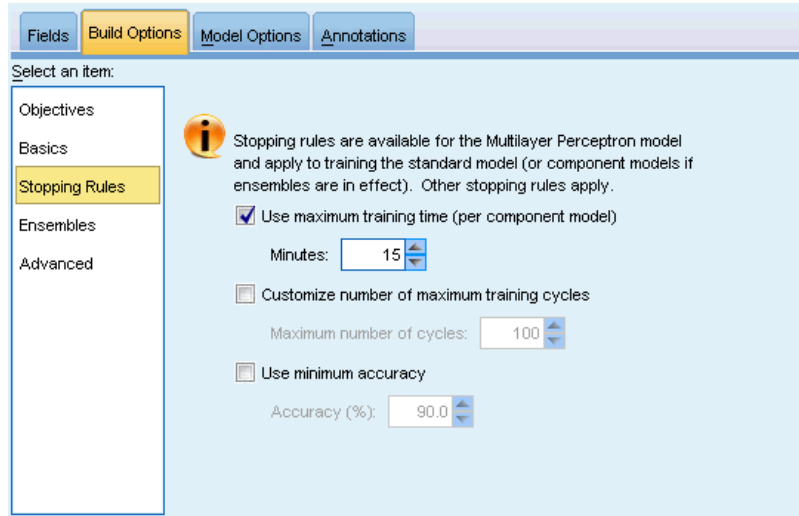 Fields Build Options Model Options Annotations
Select an item:
Objectives
Basics
Stopping Rules
Ensembles
Advanced
Stopping rules are available for the Multilayer Perceptron model
and apply to training the standard model (or component models if
ensembles are in effect). Other stopping rules apply.
Use maximum training time (per component model)
Minutes: 15
Customize number of maximum training cycles
Maximum number of cycles: 100
Use minimum accuracy
Accuracy (%): 90.0